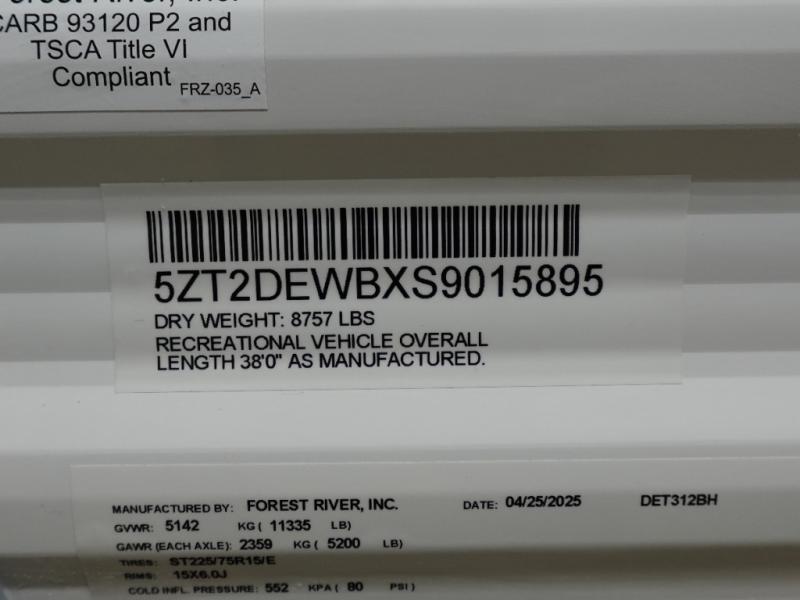 CARB 93120 P2 and
TSCA Title VI
Compliant FRZ-035_A
5ZT2DEWBXS9015895
DRY WEIGHT: 8757 LBS
RECREATIONAL VEHICLE OVERALL
LENGTH 38'0" AS MANUFACTURED.
MANUFACTURED BY: FOREST RIVER, INC. DATE: 04/25/2025 DET312BH
GVWR: 5142 KG ( 11335 LB)
GAWR (EACH AXLE): 2359 KG ( 5200 LB)
TIRES: ST225/75R15/E
RIMS: 15X6.0J
COLD INFL. PRESSURE: 552 KPA ( 80 PSI )